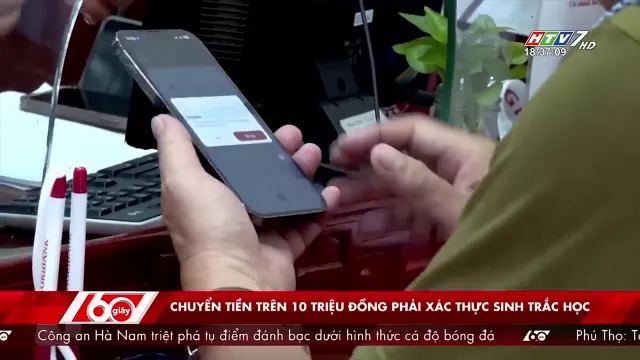 HTV7 HD
18:37:09
AGRIBANK
60 giây
CHUYỂN TIỀN TRÊN 10 TRIỆU ĐỒNG PHẢI XÁC THỰC SINH TRẮC HỌC
Công an Hà Nam triệt phá tụ điểm đánh bạc dưới hình thức cá độ bóng đá
Phú Thọ: T